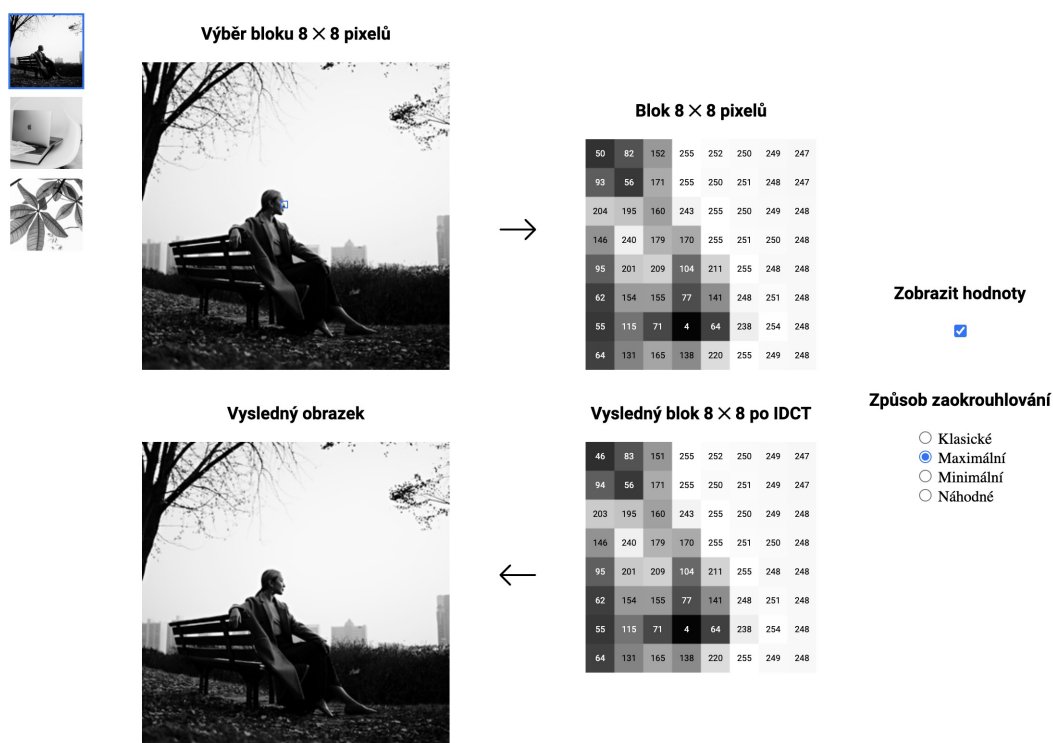 Výběr bloku 8 × 8 pixelů
Blok 8 × 8 pixelů
50 82 152 255 252 250 249 247
93 56 171 255 250 251 248 247
204 195 160 243 255 250 249 248
146 240 179 170 255 251 250 248
95 201 209 104 211 255 248 248
62 154 155 77 141 248 251 248
55 115 71 4 64 238 254 248
64 131 165 138 220 255 249 248
Zobrazit hodnoty
Způsob zaokrouhlování
Klasické
Maximální
Minimální
Náhodné
Vysledný obrazek
Vysledný blok 8 × 8 po IDCT
46 83 151 255 252 250 249 247
94 56 171 255 250 251 248 247
203 195 160 243 255 250 249 248
146 240 179 170 255 251 250 248
95 201 209 104 211 255 248 248
62 154 155 77 141 248 251 248
55 115 71 4 64 238 254 248
64 131 165 138 220 255 249 248